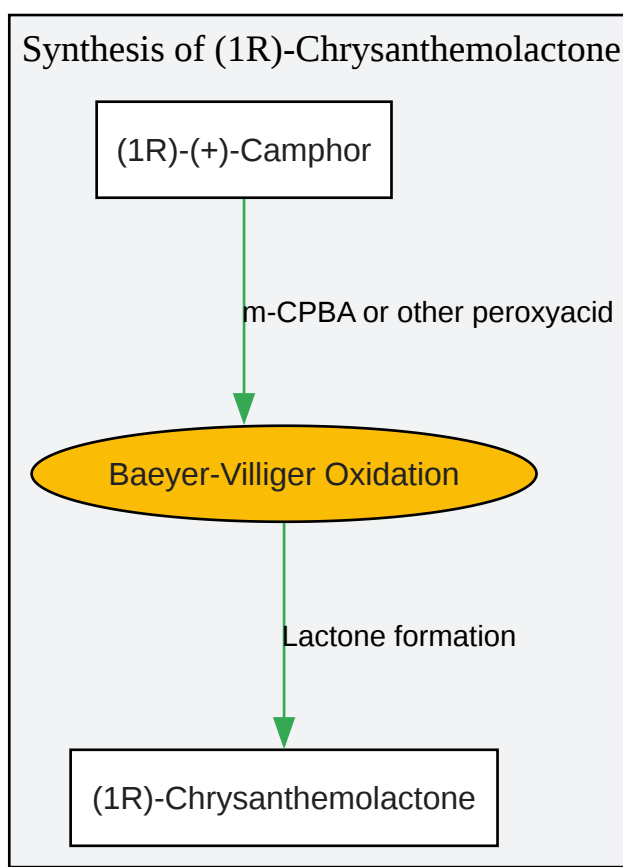 Synthesis of (1R)-Chrysanthemolactone
(1R)-(+)-Camphor
m-CPBA or other peroxyacid
Baeyer-Villiger Oxidation
Lactone formation
(1R)-Chrysanthemolactone